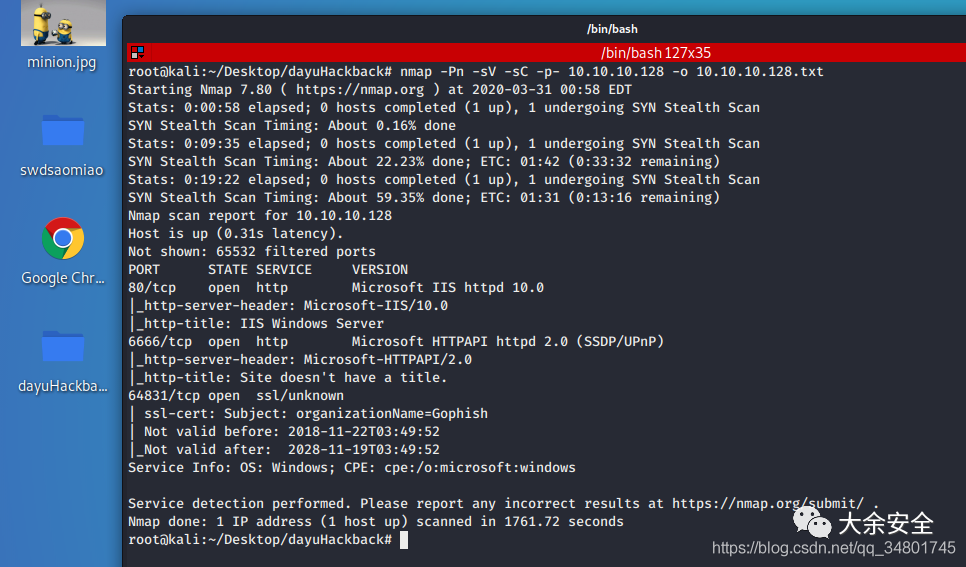 minion.jpg
swdsaomiao
Google Chr...
dayuHackba...
/bin/bash
/bin/bash 127x35
root@kali:~/Desktop/dayuHackback# nmap -Pn -sV -sC -p- 10.10.10.128 -o 10.10.10.128.txt
Starting Nmap 7.80 ( https://nmap.org ) at 2020-03-31 00:58 EDT
Stats: 0:00:58 elapsed; 0 hosts completed (1 up), 1 undergoing SYN Stealth Scan
SYN Stealth Scan Timing: About 0.16% done
Stats: 0:09:35 elapsed; 0 hosts completed (1 up), 1 undergoing SYN Stealth Scan
SYN Stealth Scan Timing: About 22.23% done; ETC: 01:42 (0:33:32 remaining)
Stats: 0:19:22 elapsed; 0 hosts completed (1 up), 1 undergoing SYN Stealth Scan
SYN Stealth Scan Timing: About 59.35% done; ETC: 01:31 (0:13:16 remaining)
Nmap scan report for 10.10.10.128
Host is up (0.31s latency).
Not shown: 65532 filtered ports
PORT      STATE SERVICE     VERSION
80/tcp    open  http        Microsoft IIS httpd 10.0
|_http-server-header: Microsoft-IIS/10.0
|_http-title: IIS Windows Server
6666/tcp  open  http        Microsoft HTTPAPI httpd 2.0 (SSDP/UPnP)
|_http-server-header: Microsoft-HTTPAPI/2.0
|_http-title: Site doesn't have a title.
64831/tcp open  ssl/unknown
| ssl-cert: Subject: organizationName=Gophish
| Not valid before: 2018-11-22T03:49:52
|_Not valid after:  2028-11-19T03:49:52
Service Info: OS: Windows; CPE: cpe:/o:microsoft:windows
Service detection performed. Please report any incorrect results at https://nmap.org/submit/ .
Nmap done: 1 IP address (1 host up) scanned in 1761.72 seconds
root@kali:~/Desktop/dayuHackback#
大余安全
https://blog.csdn.net/qq_34801745